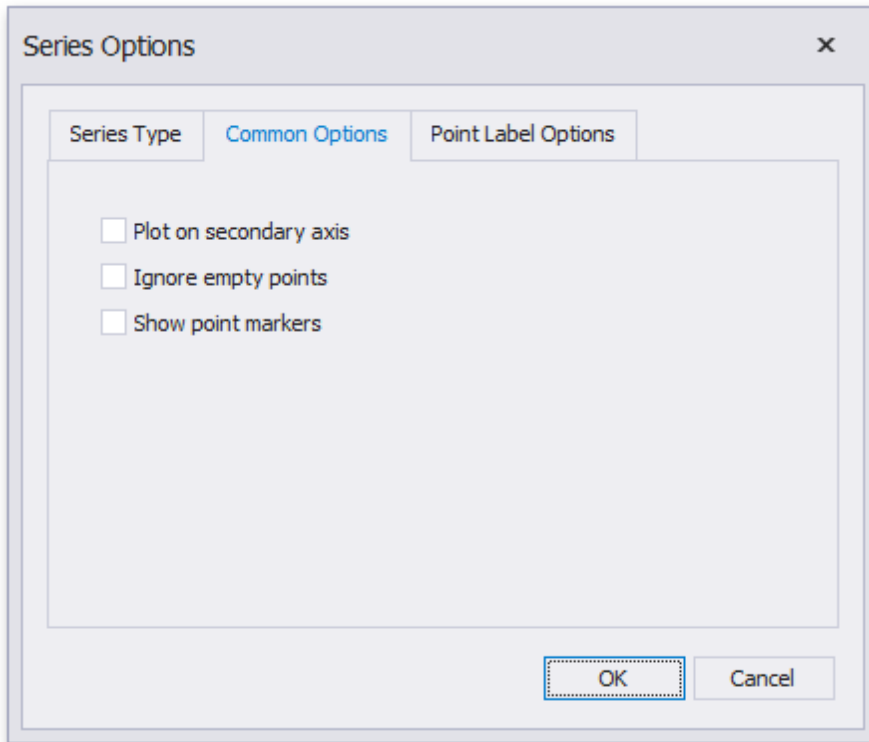 Series Options
Series Type Common Options Point Label Options
Plot on secondary axis
Ignore empty points
Show point markers
OK Cancel